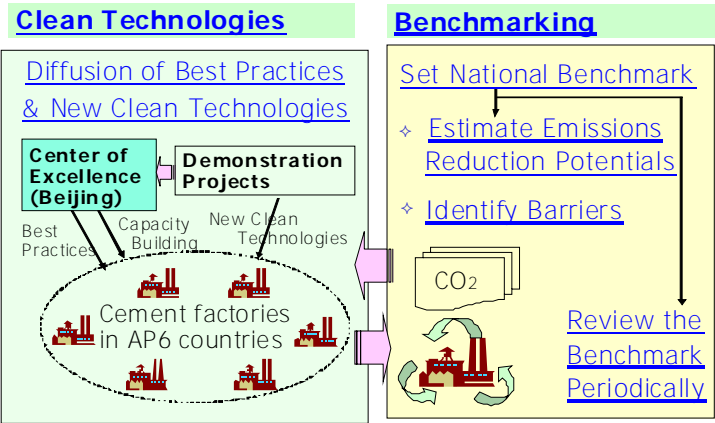 Clean Technologies
Diffusion of Best Practices
& New Clean Technologies
Center of
Excellence
(Beijing)
Demonstration
Projects
Best
Practices
Capacity
Building
New Clean
Technologies
Cement factories
in AP6 countries
Benchmarking
Set National Benchmark
Estimate Emissions
Reduction Potentials
Identify Barriers
CO2
Review the
Benchmark
Periodically